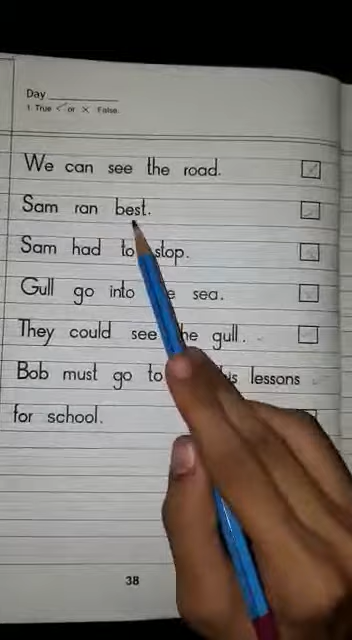 Day
1. True ✓ or × False.
We can see the road.
Sam ran best.
Sam had to stop.
Gull go into sea.
They could see gull.
Bob must go to lessons
for school.
38